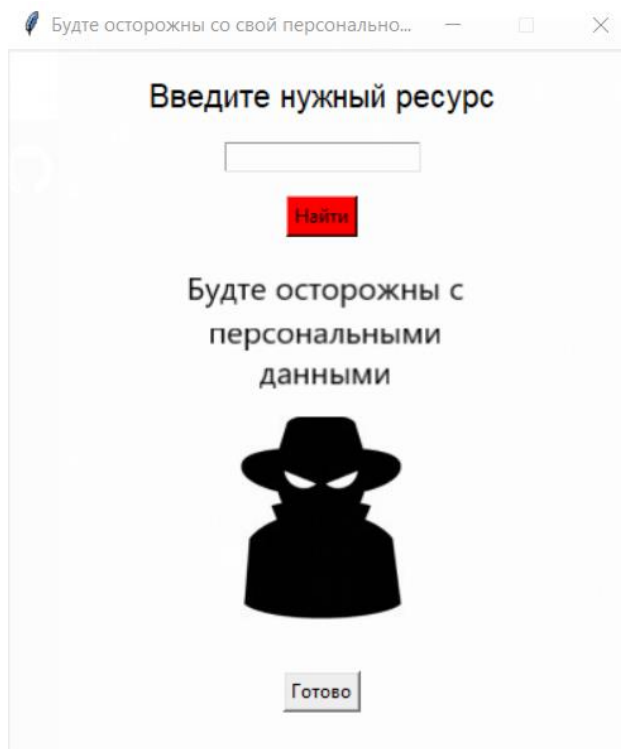 Будте осторожны со свой персонально...
Введите нужный ресурс
Найти
Будте осторожны с
персональными
данными
Готово